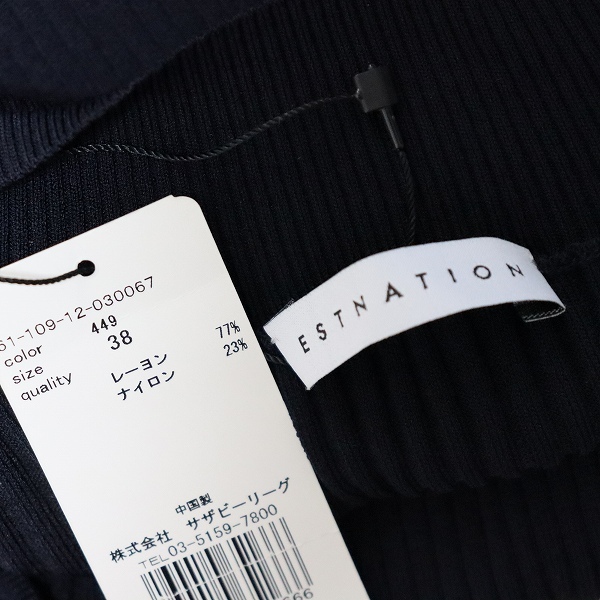 ESTNATION
61-109-12-030067
color 449
size 38
quality レーヨン 77%
ナイロン 23%
中国製
株式会社 サザビーリーグ
TEL03-5159-7800